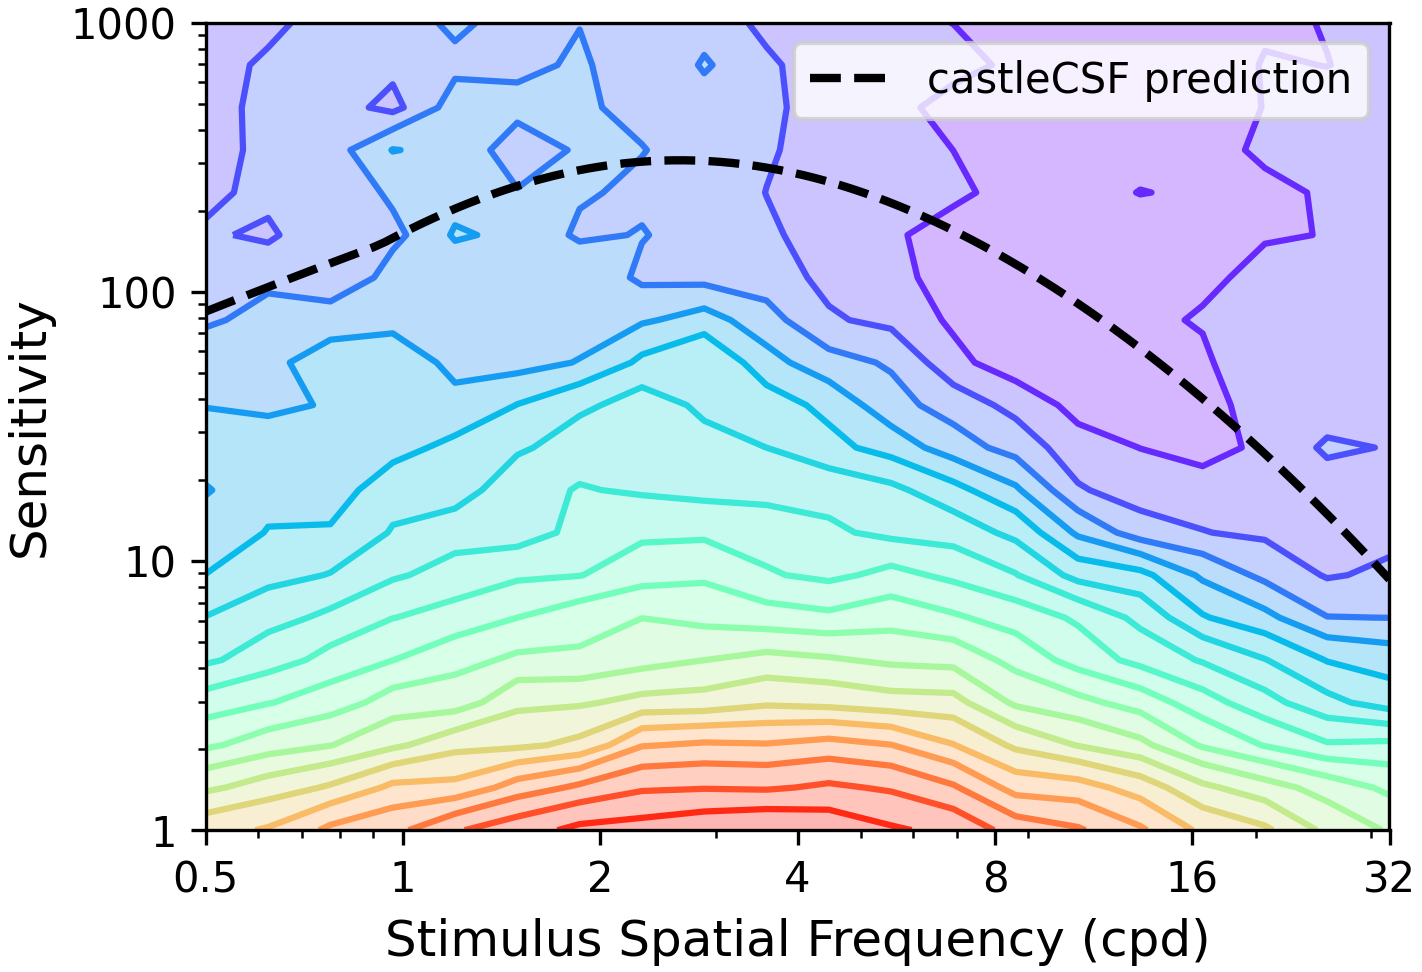 1000
castleCSF prediction
100
Sensitivity
10
1
0.5 1 2 4 8 16 32
Stimulus Spatial Frequency (cpd)